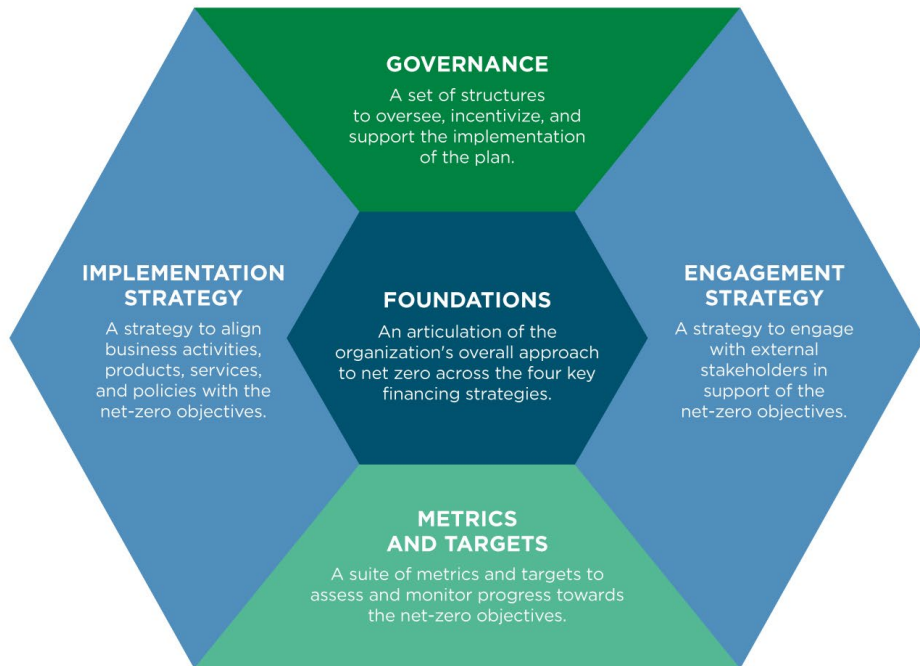 GOVERNANCE
A set of structures
to oversee, incentivize, and
support the implementation
of the plan.
IMPLEMENTATION
STRATEGY
A strategy to align
business activities,
products, services,
and policies with the
net-zero objectives.
FOUNDATIONS
An articulation of the
organization's overall approach
to net zero across the four key
financing strategies.
ENGAGEMENT
STRATEGY
A strategy to engage
with external
stakeholders in
support of the
net-zero objectives.
METRICS
AND TARGETS
A suite of metrics and targets to
assess and monitor progress towards
the net-zero objectives.